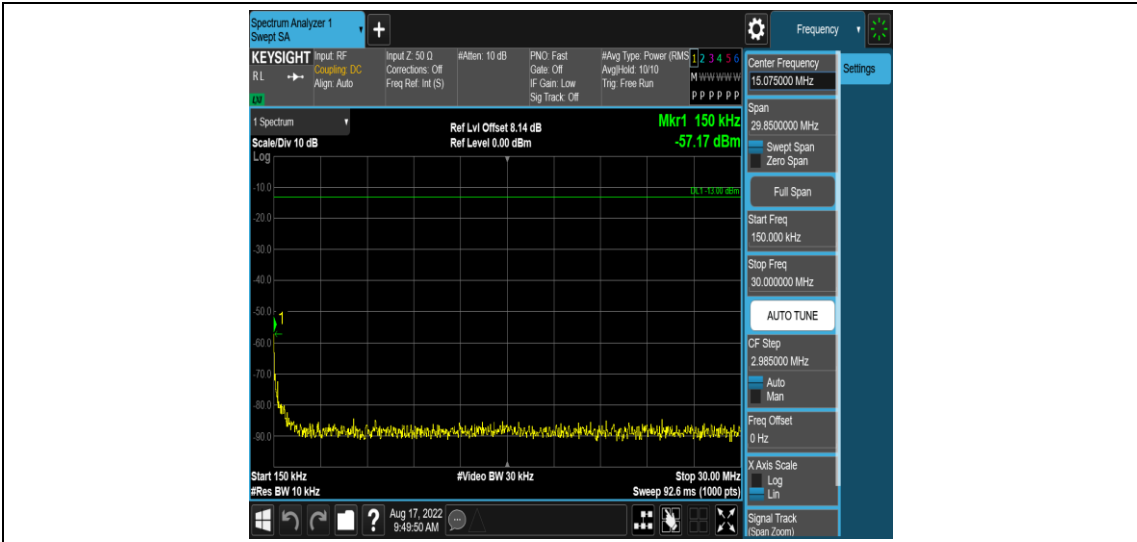 Spectrum Analyzer 1
Swept SA
+
Frequency
KEYSIGHT
RL
LXI
Input: RF
Coupling: DC
Align: Auto
Input Z: 50 Ω
Corrections: Off
Freq Ref: Int (S)
#Atten: 10 dB
PNO: Fast
Gate: Off
IF Gain: Low
Sig Track: Off
#Avg Type: Power (RMS
Avg|Hold: 10/10
Trig: Free Run
1 2 3 4 5 6
M W W W W W
P P P P P P
1 Spectrum
Scale/Div 10 dB
Log
Ref Lvl Offset 8.14 dB
Ref Level 0.00 dBm
Mkr1 150 kHz
-57.17 dBm
DL1 -13.00 dBm
-10.0
-20.0
-30.0
-40.0
-50.0
1
-60.0
-70.0
-80.0
-90.0
Start 150 kHz
#Res BW 10 kHz
#Video BW 30 kHz
Stop 30.00 MHz
Sweep 92.6 ms (1000 pts)
?
Aug 17, 2022
9:49:50 AM
Center Frequency
15.075000 MHz
Settings
Span
29.8500000 MHz
Swept Span
Zero Span
Full Span
Start Freq
150.000 kHz
Stop Freq
30.000000 MHz
AUTO TUNE
CF Step
2.985000 MHz
Auto
Man
Freq Offset
0 Hz
X Axis Scale
Log
Lin
Signal Track
(Span Zoom)